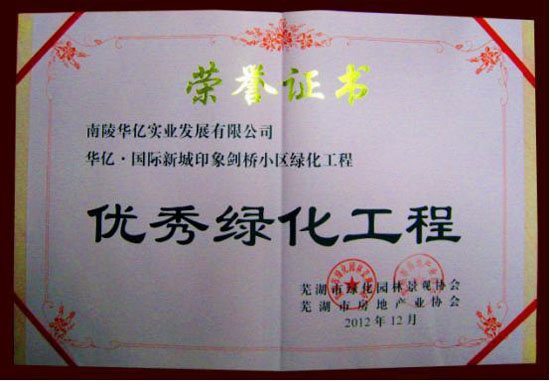 荣誉证书
南陵华亿实业发展有限公司
华亿·国际新城印象剑桥小区绿化工程
优秀绿化工程
芜湖市绿化园林景观协会
芜湖市房地产业协会
2012年12月